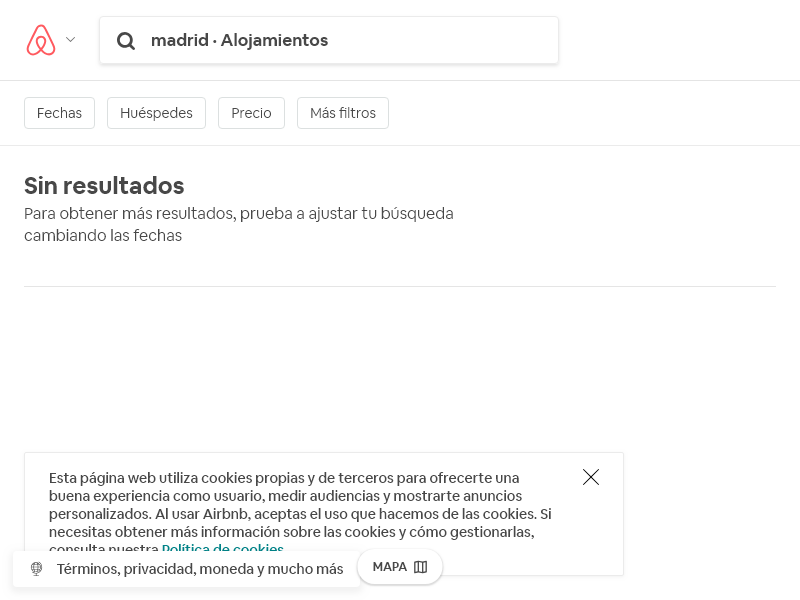 madrid · Alojamientos
Fechas
Huéspedes
Precio
Más filtros
Sin resultados
Para obtener más resultados, prueba a ajustar tu búsqueda
cambiando las fechas
Esta página web utiliza cookies propias y de terceros para ofrecerte una
buena experiencia como usuario, medir audiencias y mostrarte anuncios
personalizados. Al usar Airbnb, aceptas el uso que hacemos de las cookies. Si
necesitas obtener más información sobre las cookies y cómo gestionarlas,
consulta nuestra Política de cookies
Términos, privacidad, moneda y mucho más
MAPA